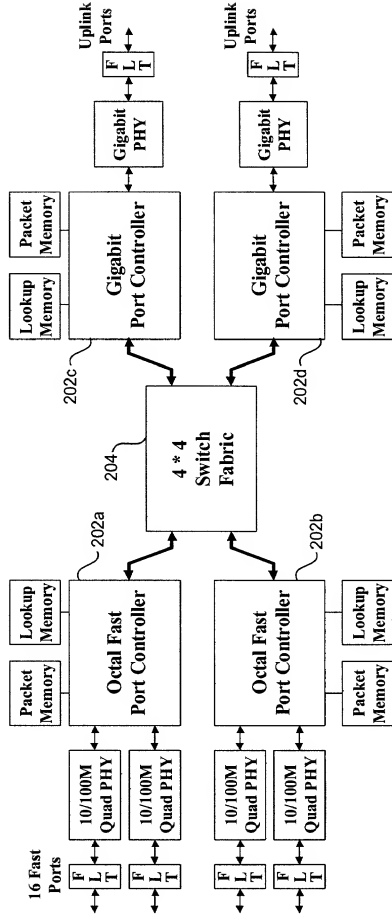 16 Fast
Ports
F
L
T
F
L
T
F
L
T
F
L
T
10/100M
Quad PHY
10/100M
Quad PHY
10/100M
Quad PHY
10/100M
Quad PHY
Packet
Memory
Lookup
Memory
Octal Fast
Port Controller
202a
Octal Fast
Port Controller
202b
Packet
Memory
Lookup
Memory
204
4 * 4
Switch
Fabric
Lookup
Memory
Packet
Memory
202c
Gigabit
Port Controller
Gigabit
Port Controller
202d
Lookup
Memory
Packet
Memory
Gigabit
PHY
Gigabit
PHY
F
L
T
F
L
T
Uplink
Ports
Uplink
Ports